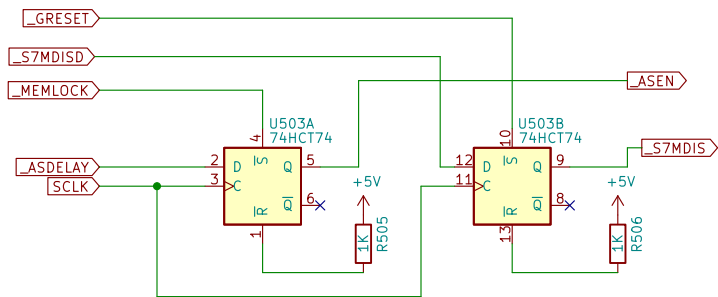 _GRESET
_S7MDISD
_MEMLOCK
_ASEN
U503A
74HCT74
U503B
74HCT74
4
10
_ASDELAY
2
D
S
Q
5
12
D
S
Q
9
_S7MDIS
SCLK
3
C
11
C
+5V
+5V
R
Q
6
R
Q
8
1
1K
R505
13
1K
R506